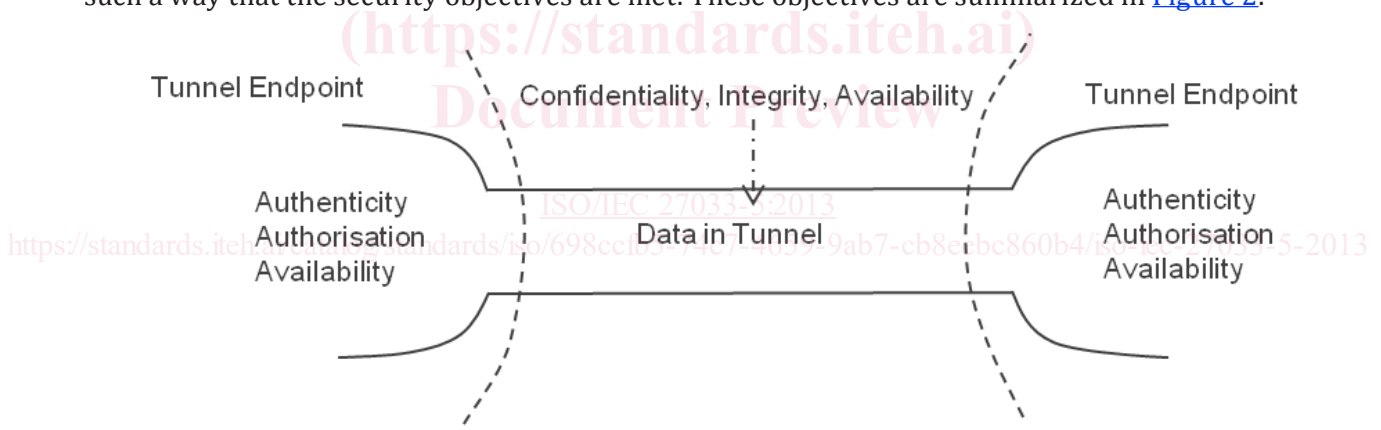 such a way that the security objectives are met. These objectives are summarized in Figure 2.
(https://standards.iteh.ai)
Tunnel Endpoint
Confidentiality, Integrity, Availability
Tunnel Endpoint
Document Preview
Authenticity
Authorisation
Availability
ISO/IEC 27033-5:2013
Data in Tunnel
Authenticity
Authorisation
Availability